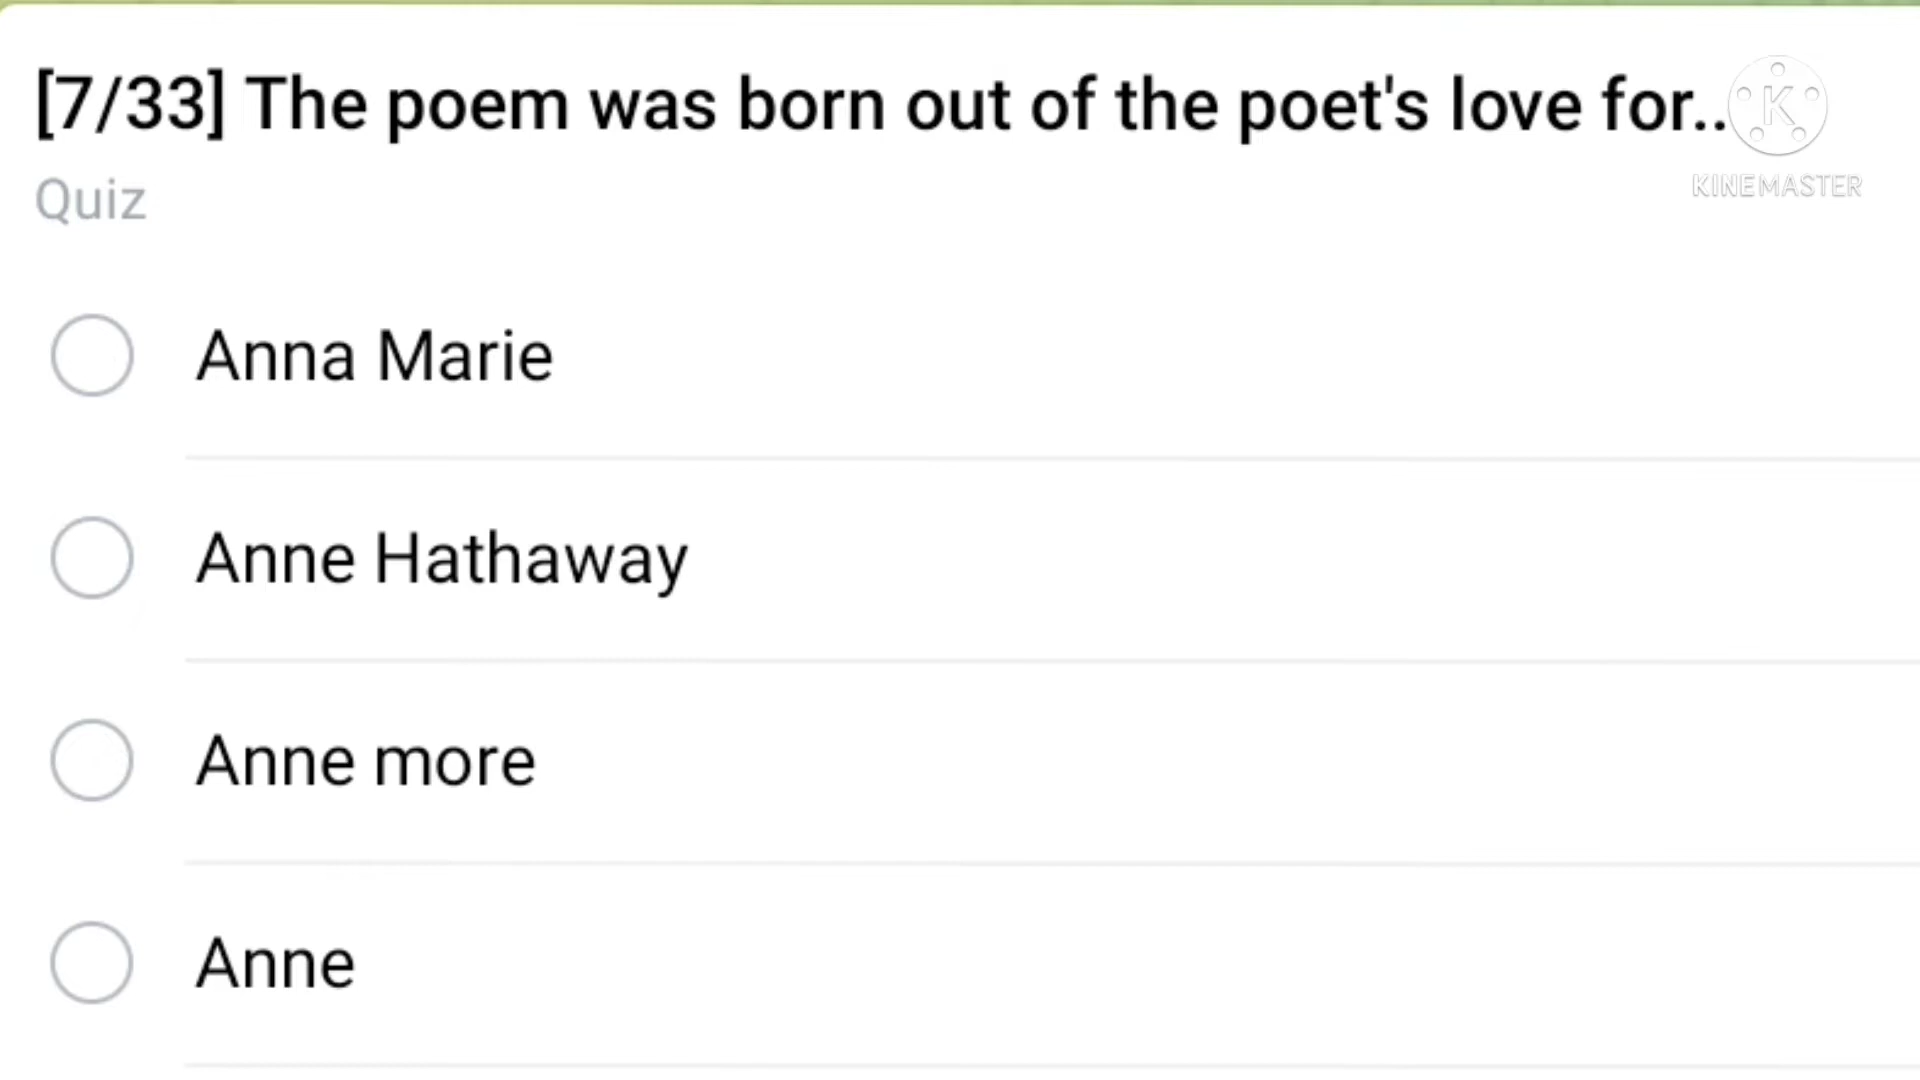 [7/33] The poem was born out of the poet's love for..
K
KINEMASTER
Quiz
Anna Marie
Anne Hathaway
Anne more
Anne